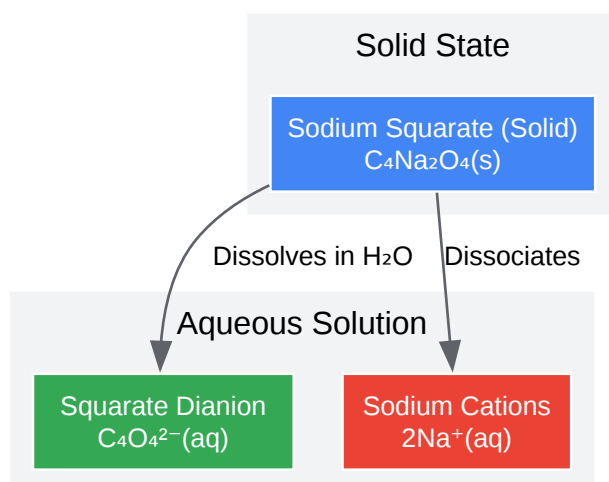 Solid State
Sodium Squarate (Solid)
C₄Na₂O₄(s)
Dissolves in H₂O
Dissociates
Aqueous Solution
Squarate Dianion
C₄O₄²⁻(aq)
Sodium Cations
2Na⁺(aq)